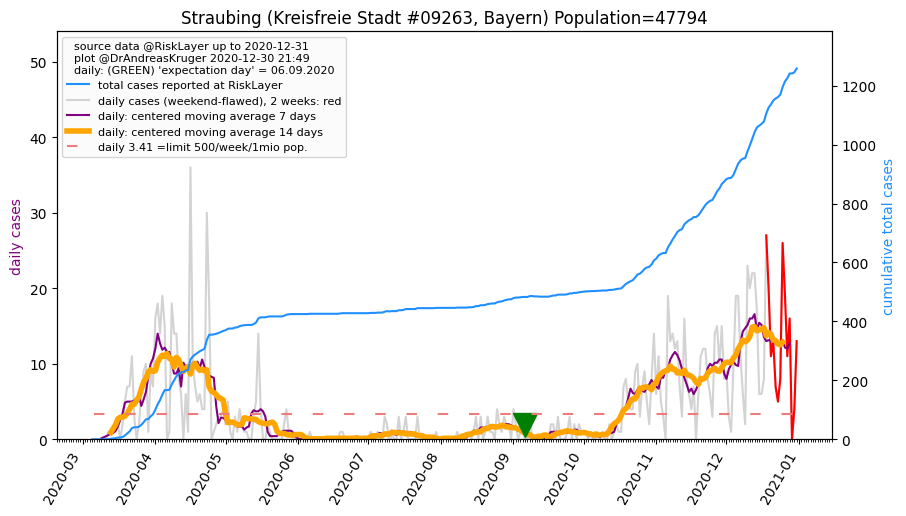 Straubing (Kreisfreie Stadt #09263, Bayern) Population=47794
source data @RiskLayer up to 2020-12-31
plot @DrAndreasKruger 2020-12-30 21:49
daily: (GREEN) 'expectation day' = 06.09.2020
total cases reported at RiskLayer
daily cases (weekend-flawed), 2 weeks: red
daily: centered moving average 7 days
daily: centered moving average 14 days
daily 3.41 =limit 500/week/1mio pop.
daily cases
50
40
30
20
10
0
cumulative total cases
1200
1000
800
600
400
200
0
2020-03
2020-04
2020-05
2020-06
2020-07
2020-08
2020-09
2020-10
2020-11
2020-12
2021-01